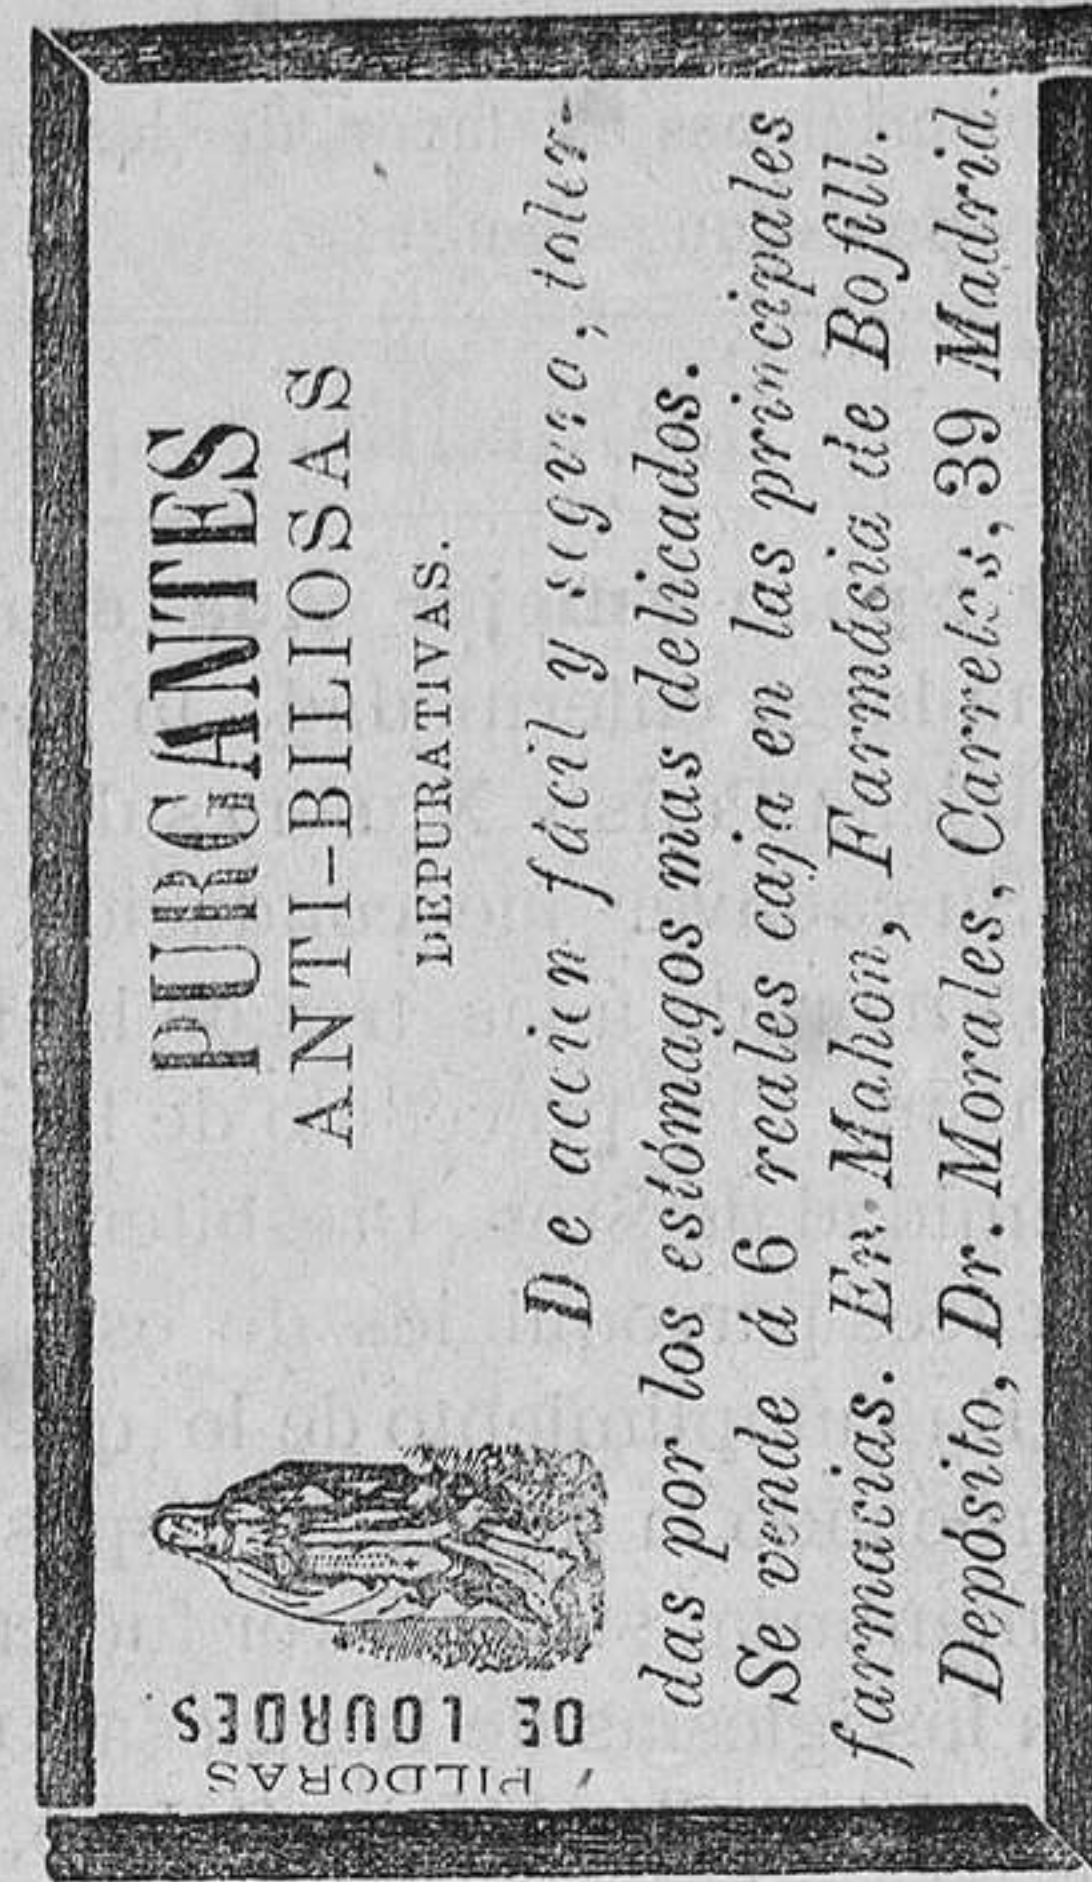 PILDORAS
DE LOURDES
PURGANTES
ANTI-BILIOSAS
DEPURATIVAS.
De accion fácil y segura, toler-
das por los estómagos mas delicados.
Se vende á 6 reales caja en las principales
farmacias. En Mahon, Farmácia de Bofill.
Depósito, Dr. Morales, Carretas, 39 Madrid.